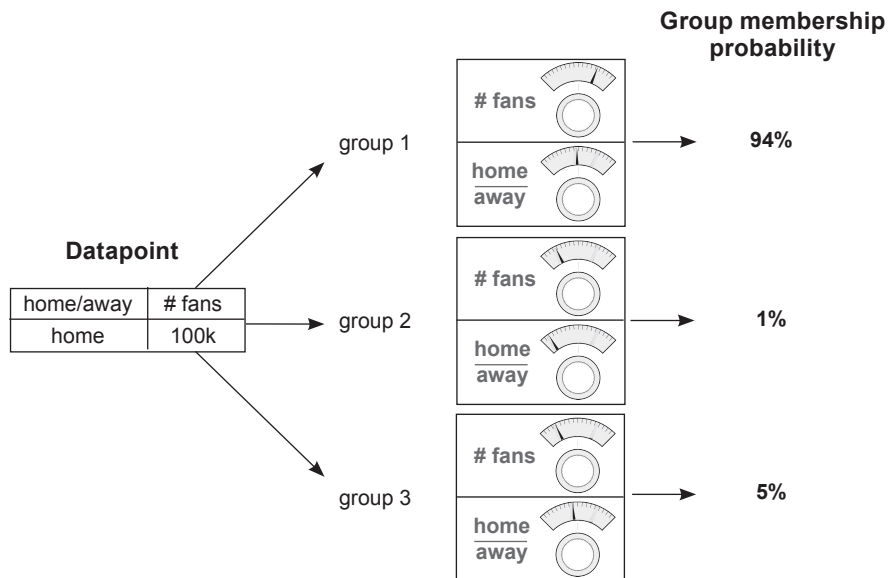 Group membership
probability
# fans
group 1
94%
home
away
Datapoint
home/away # fans
home 100k
# fans
group 2
1%
home
away
# fans
group 3
5%
home
away